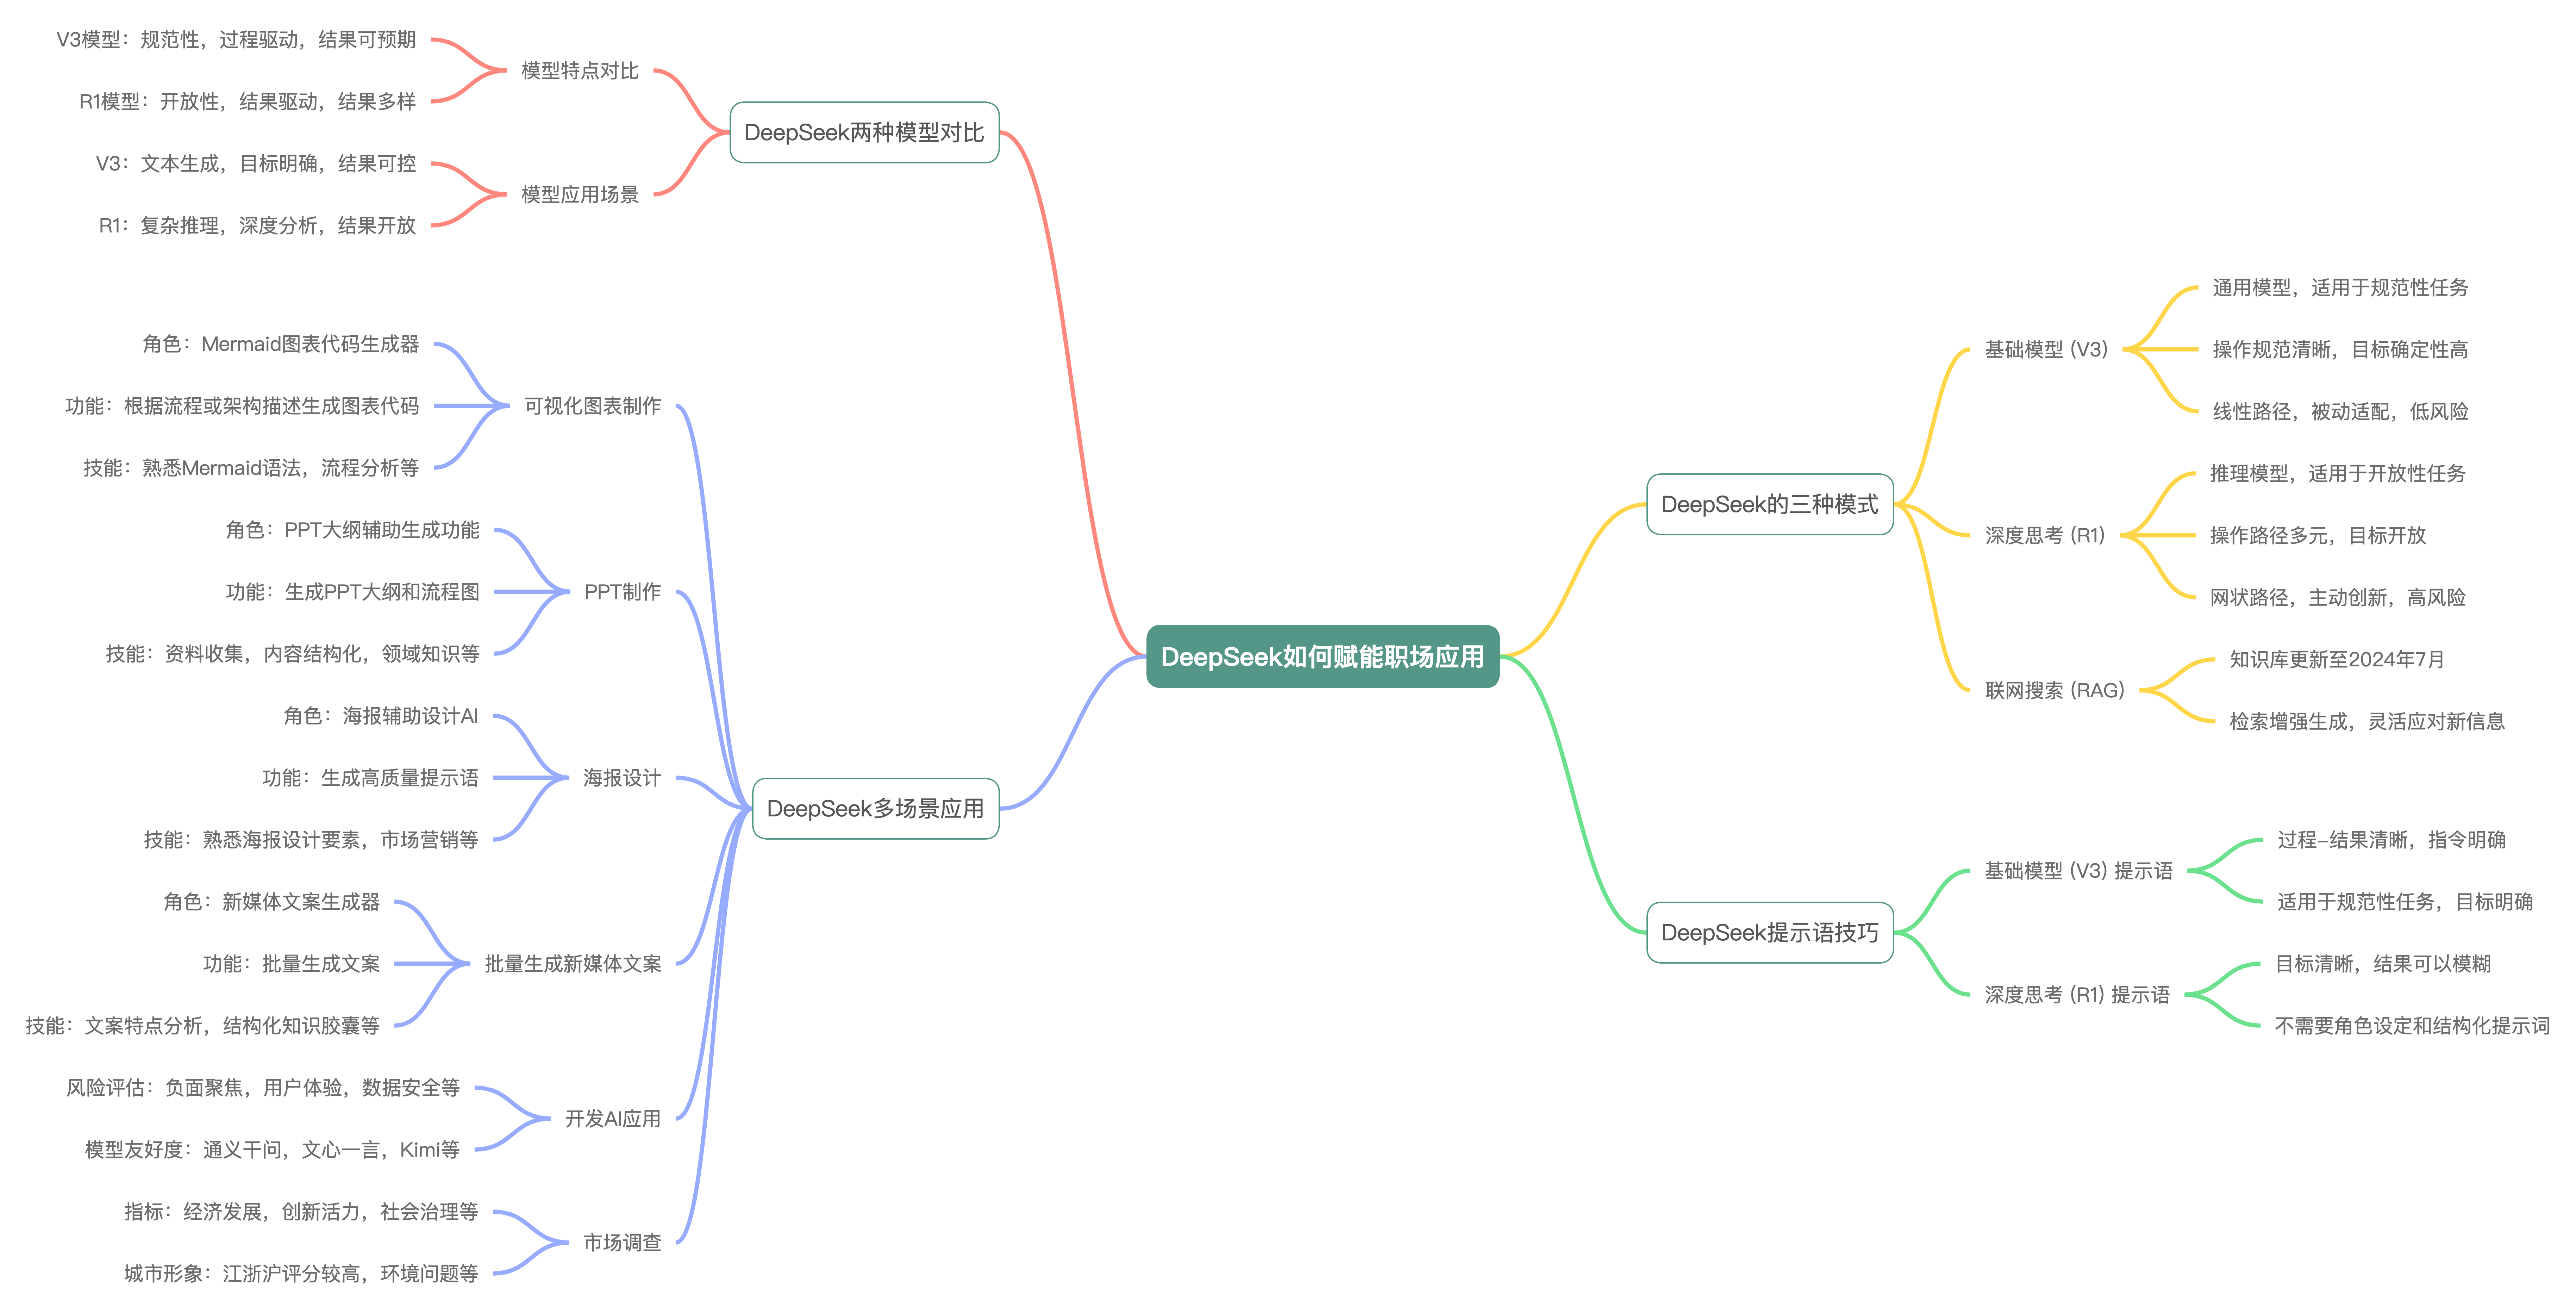 DeepSeek如何赋能职场应用
DeepSeek两种模型对比
模型特点对比
V3模型：规范性，过程驱动，结果可预期
R1模型：开放性，结果驱动，结果多样
模型应用场景
V3：文本生成，目标明确，结果可控
R1：复杂推理，深度分析，结果开放
DeepSeek多场景应用
可视化图表制作
角色：Mermaid图表代码生成器
功能：根据流程或架构描述生成图表代码
技能：熟悉Mermaid语法，流程分析等
PPT制作
角色：PPT大纲辅助生成功能
功能：生成PPT大纲和流程图
技能：资料收集，内容结构化，领域知识等
海报设计
角色：海报辅助设计AI
功能：生成高质量提示语
技能：熟悉海报设计要素，市场营销等
批量生成新媒体文案
角色：新媒体文案生成器
功能：批量生成文案
技能：文案特点分析，结构化知识胶囊等
开发AI应用
风险评估：负面聚焦，用户体验，数据安全等
模型友好度：通义千问，文心一言，Kimi等
市场调查
指标：经济发展，创新活力，社会治理等
城市形象：江浙沪评分较高，环境问题等
DeepSeek的三种模式
基础模型 (V3)
通用模型，适用于规范性任务
操作规范清晰，目标确定性高
线性路径，被动适配，低风险
深度思考 (R1)
推理模型，适用于开放性任务
操作路径多元，目标开放
网状路径，主动创新，高风险
联网搜索 (RAG)
知识库更新至2024年7月
检索增强生成，灵活应对新信息
DeepSeek提示语技巧
基础模型 (V3) 提示语
过程-结果清晰，指令明确
适用于规范性任务，目标明确
深度思考 (R1) 提示语
目标清晰，结果可以模糊
不需要角色设定和结构化提示词